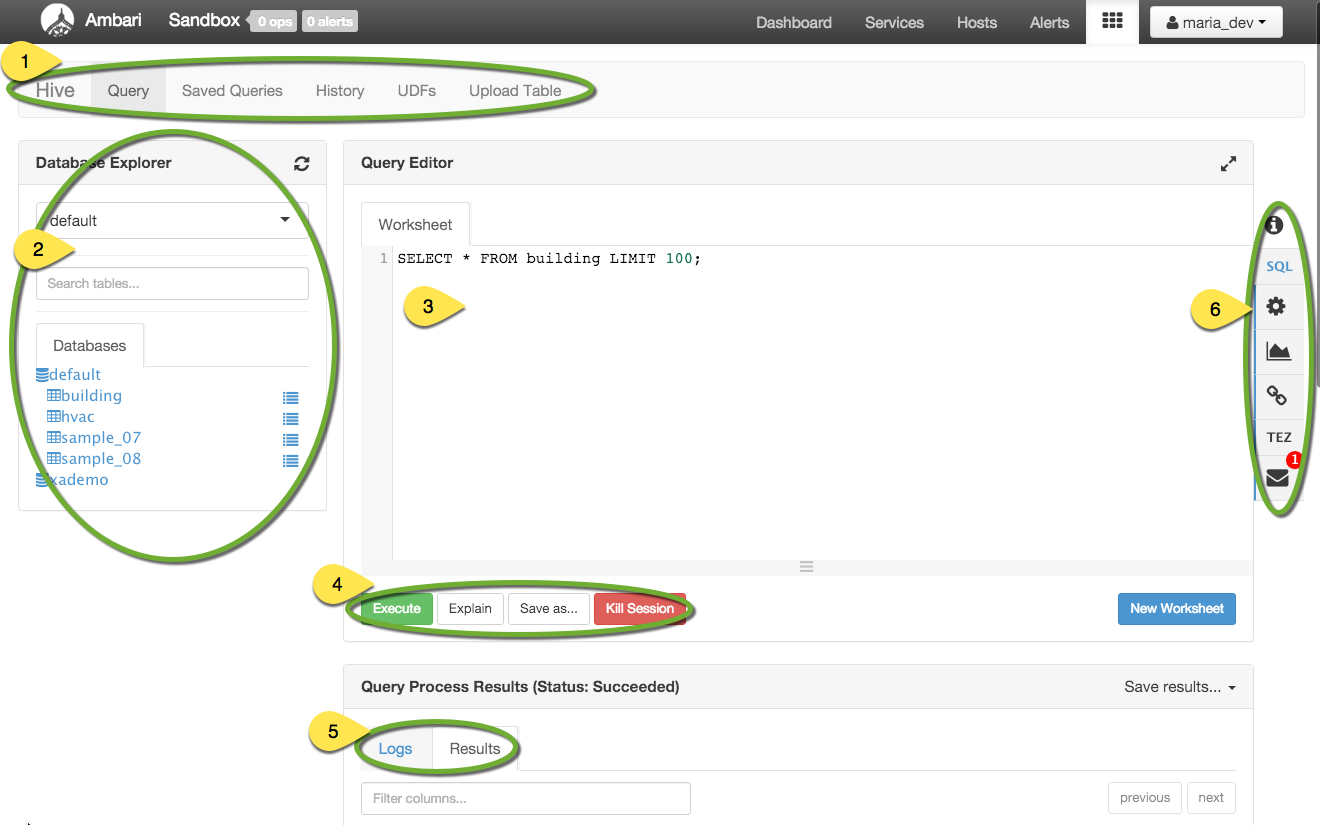 Ambari Sandbox 0 ops 0 alerts Dashboard Services Hosts Alerts maria_dev
1
Hive Query Saved Queries History UDFs Upload Table
Database Explorer
default
2
Search tables...
Databases
default
building
hvac
sample_07
sample_08
xademo
Query Editor
Worksheet
1 SELECT * FROM building LIMIT 100;
3
4
Execute Explain Save as... Kill Session New Worksheet
SQL
6
TEZ
1
Query Process Results (Status: Succeeded) Save results...
5
Logs Results
Filter columns... previous next